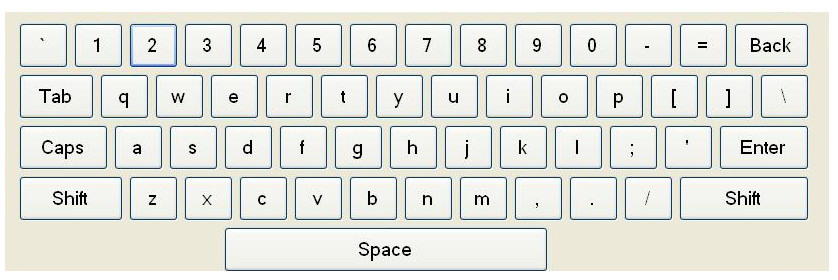 ` 1 2 3 4 5 6 7 8 9 0 - = Back
Tab q w e r t y u i o p [ ] \
Caps a s d f g h j k l ; ' Enter
Shift z x c v b n m , . / Shift
Space